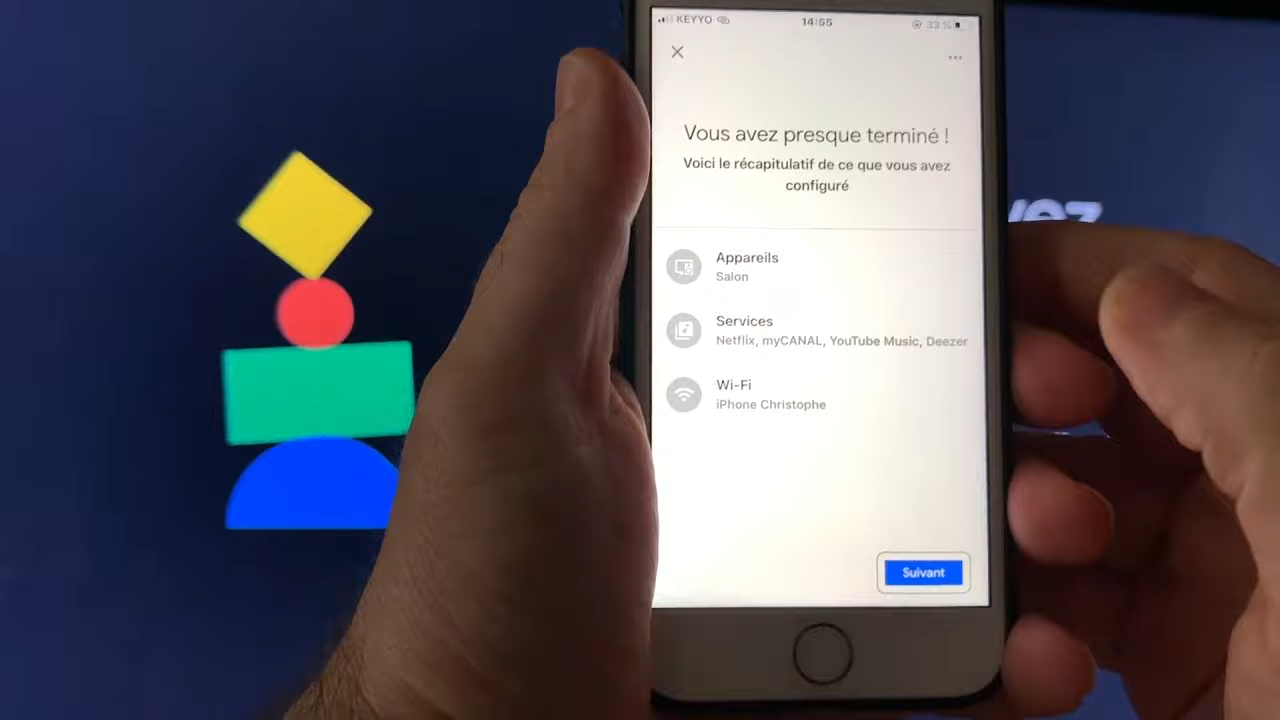 KEYYO
14:55
33 %
Vous avez presque terminé !
Voici le récapitulatif de ce que vous avez
configuré
Appareils
Salon
Services
Netflix, myCANAL, YouTube Music, Deezer
Wi-Fi
iPhone Christophe
Suivant